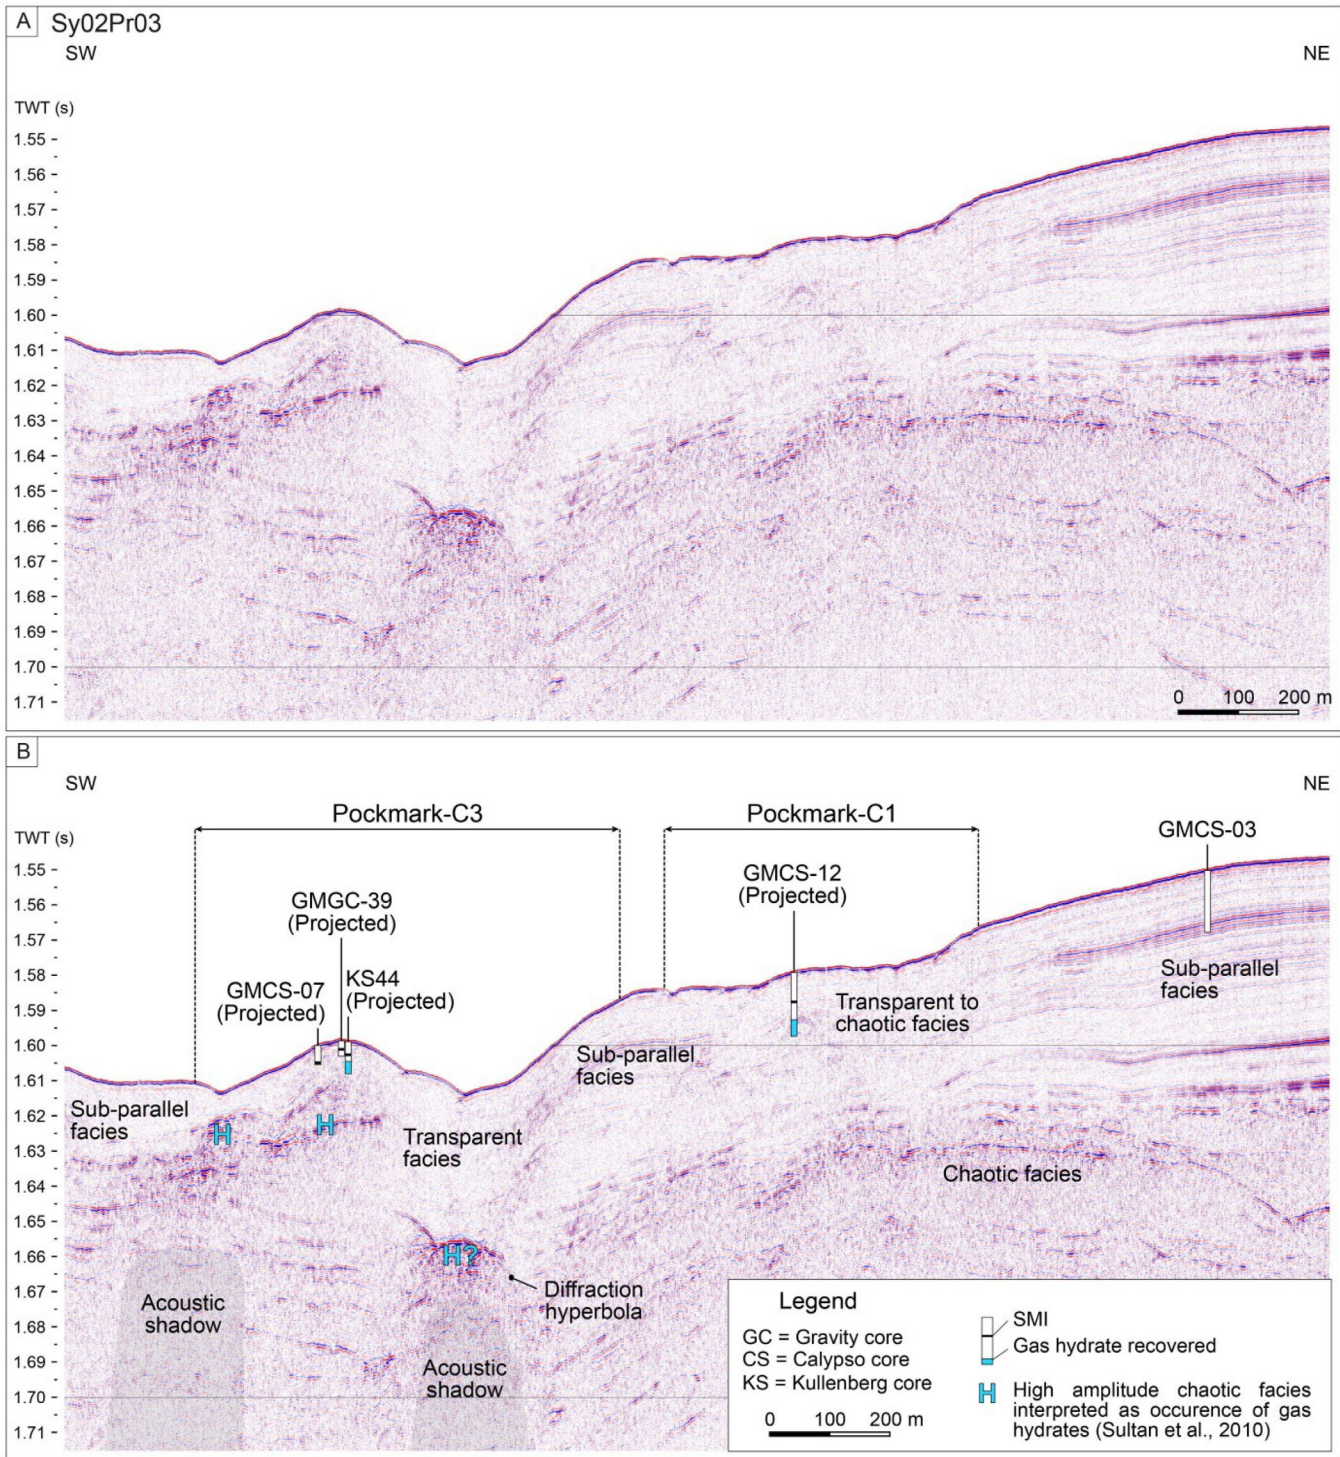 A Sy02Pr03
SW NE
TWT (s)
1.55
1.56
1.57
1.58
1.59
1.60
1.61
1.62
1.63
1.64
1.65
1.66
1.67
1.68
1.69
1.70
1.71
0 100 200 m
B
SW NE
TWT (s)
Pockmark-C3 Pockmark-C1
GMCS-03
GMCS-12
(Projected)
GMGC-39
(Projected)
KS44
(Projected)
GMCS-07
(Projected)
1.55
1.56
1.57
1.58
1.59
1.60
1.61
1.62
1.63
1.64
1.65
1.66
1.67
1.68
1.69
1.70
1.71
Sub-parallel
facies
Transparent to
chaotic facies
Sub-parallel
facies
Sub-parallel
facies
H
H
Transparent
facies
Chaotic facies
H?
Diffraction
hyperbola
Acoustic
shadow
Acoustic
shadow
Legend
GC = Gravity core
CS = Calypso core
KS = Kullenberg core
0 100 200 m
SMI
Gas hydrate recovered
H High amplitude chaotic facies
interpreted as occurence of gas
hydrates (Sultan et al., 2010)